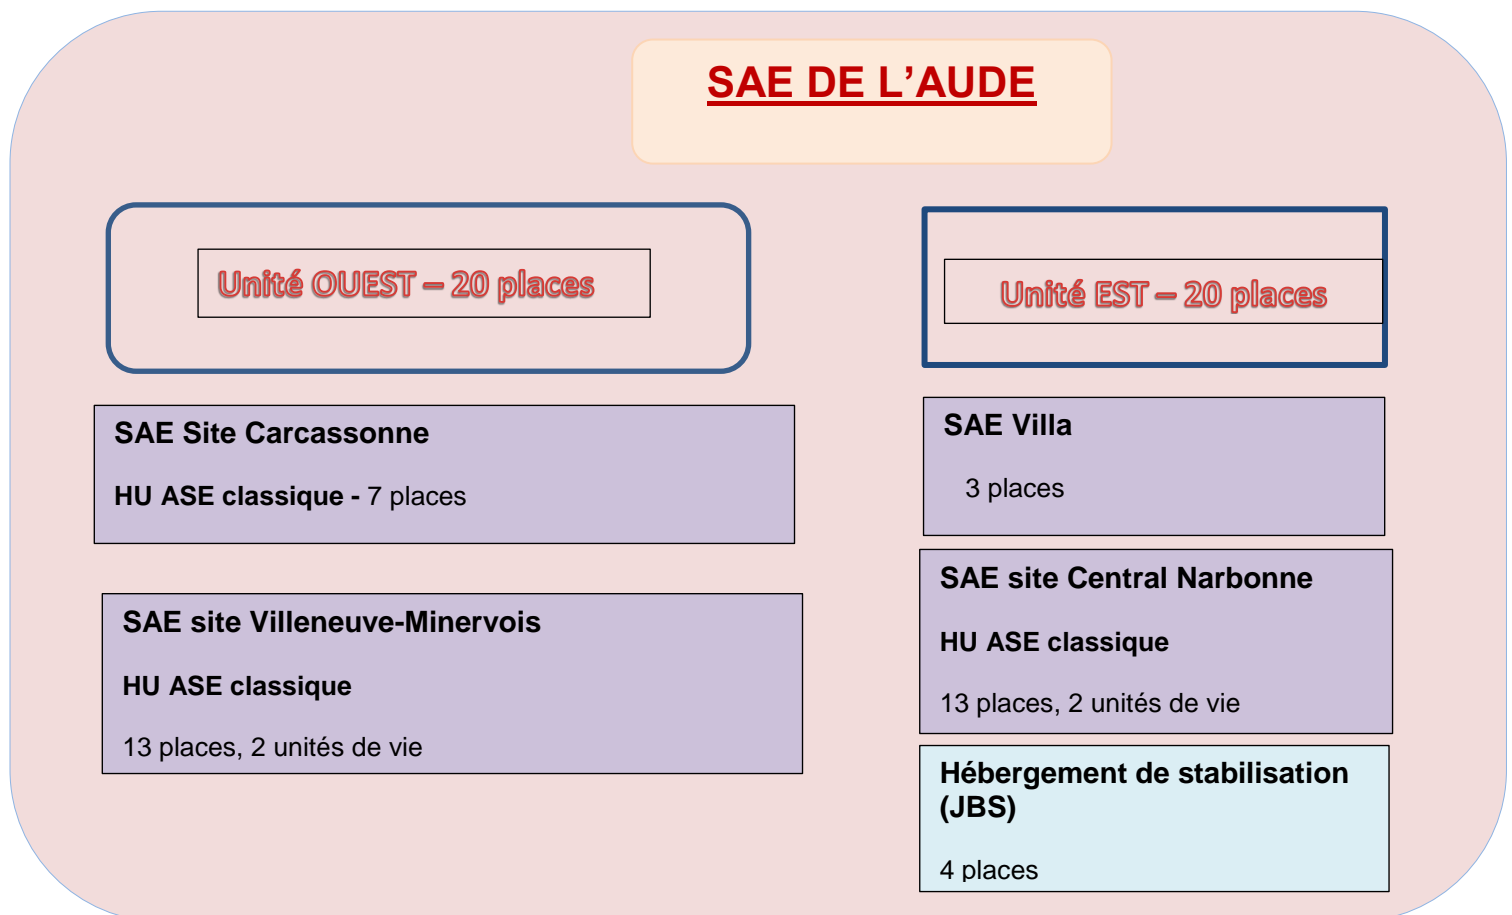 SAE DE L’AUDE
Unité OUEST – 20 places
SAE Site Carcassonne
HU ASE classique - 7 places
SAE site Villeneuve-Minervois
HU ASE classique
13 places, 2 unités de vie
Unité EST – 20 places
SAE Villa
3 places
SAE site Central Narbonne
HU ASE classique
13 places, 2 unités de vie
Hébergement de stabilisation
(JBS)
4 places